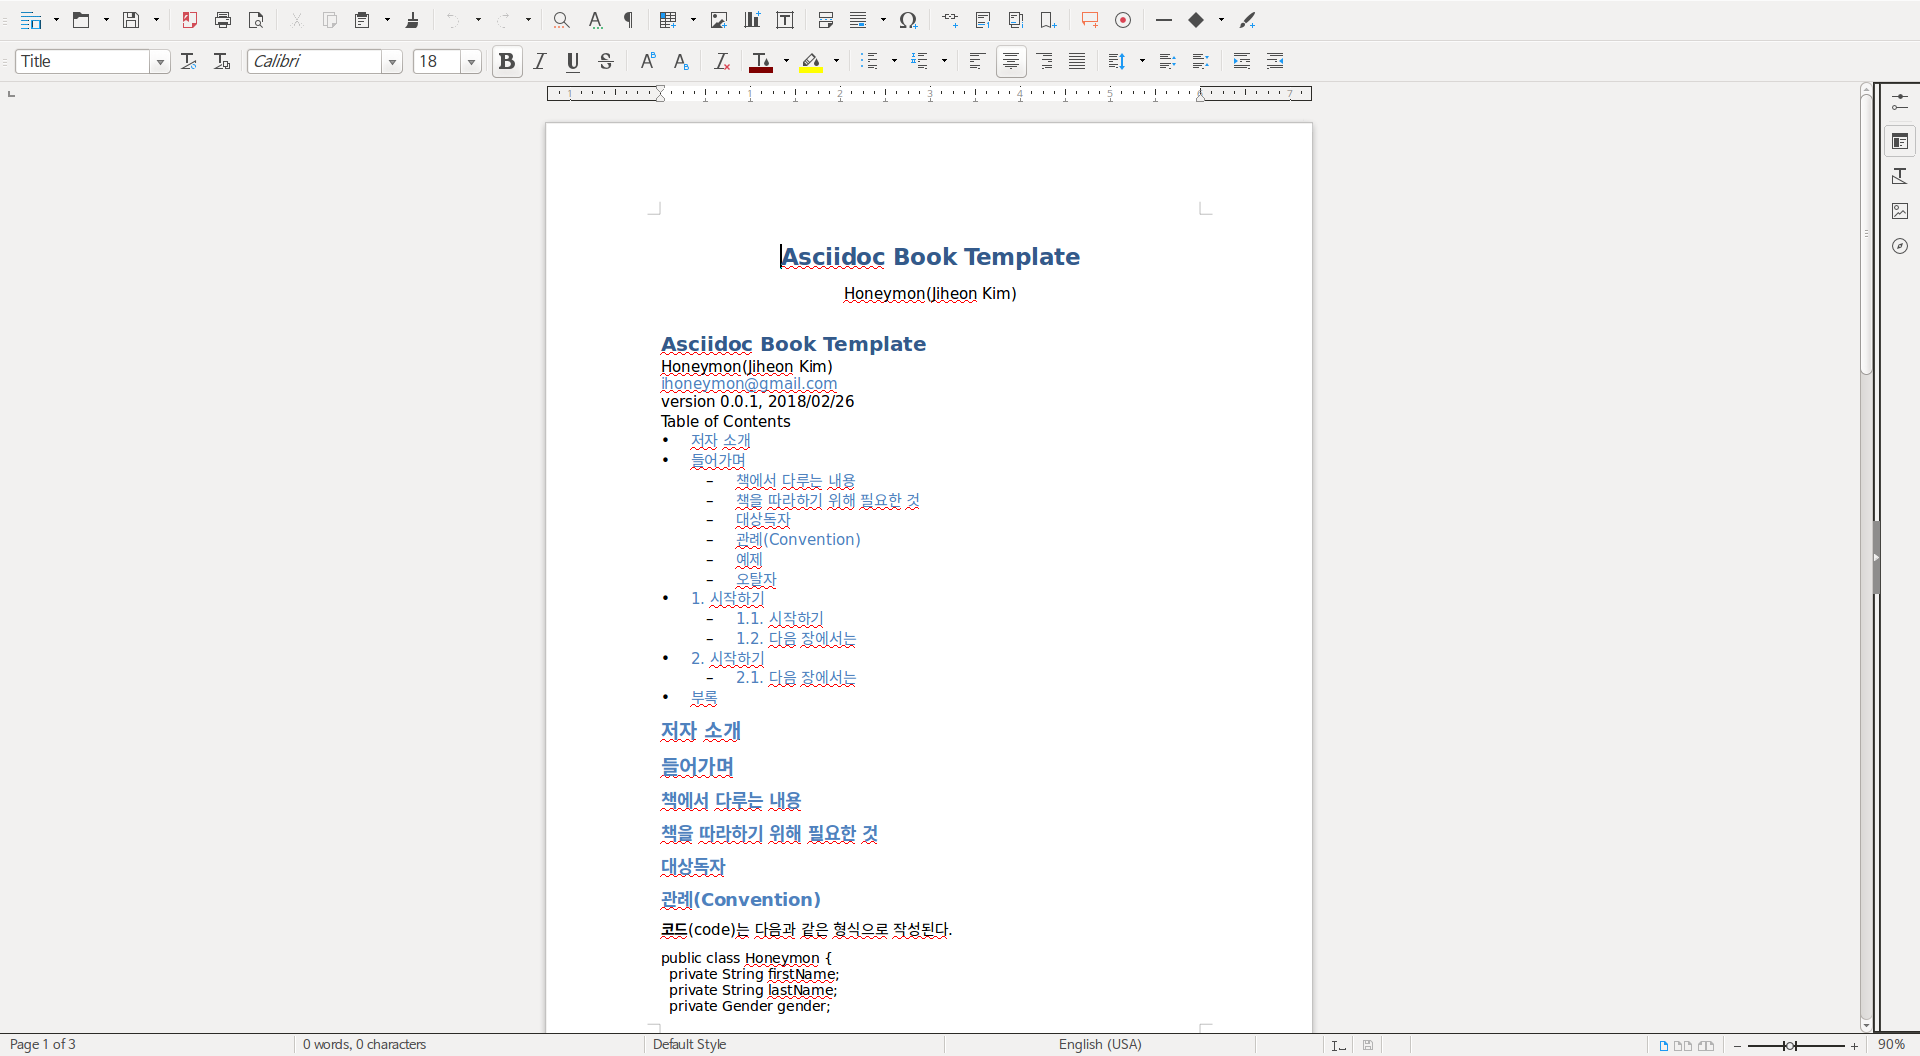 Title
Calibri
18
1 1 2 3 4 5 6 7
Asciidoc Book Template
Honeymon(Jiheon Kim)
Asciidoc Book Template
Honeymon(Jiheon Kim)
ihoneymon@gmail.com
version 0.0.1, 2018/02/26
Table of Contents
• 저자 소개
• 들어가며
– 책에서 다루는 내용
– 책을 따라하기 위해 필요한 것
– 대상독자
– 관례(Convention)
– 예제
– 오탈자
• 1. 시작하기
– 1.1. 시작하기
– 1.2. 다음 장에서는
• 2. 시작하기
– 2.1. 다음 장에서는
• 부록
저자 소개
들어가며
책에서 다루는 내용
책을 따라하기 위해 필요한 것
대상독자
관례(Convention)
코드(code)는 다음과 같은 형식으로 작성된다.
public class Honeymon {
private String firstName;
private String lastName;
private Gender gender;
Page 1 of 3
0 words, 0 characters
Default Style
English (USA)
90%